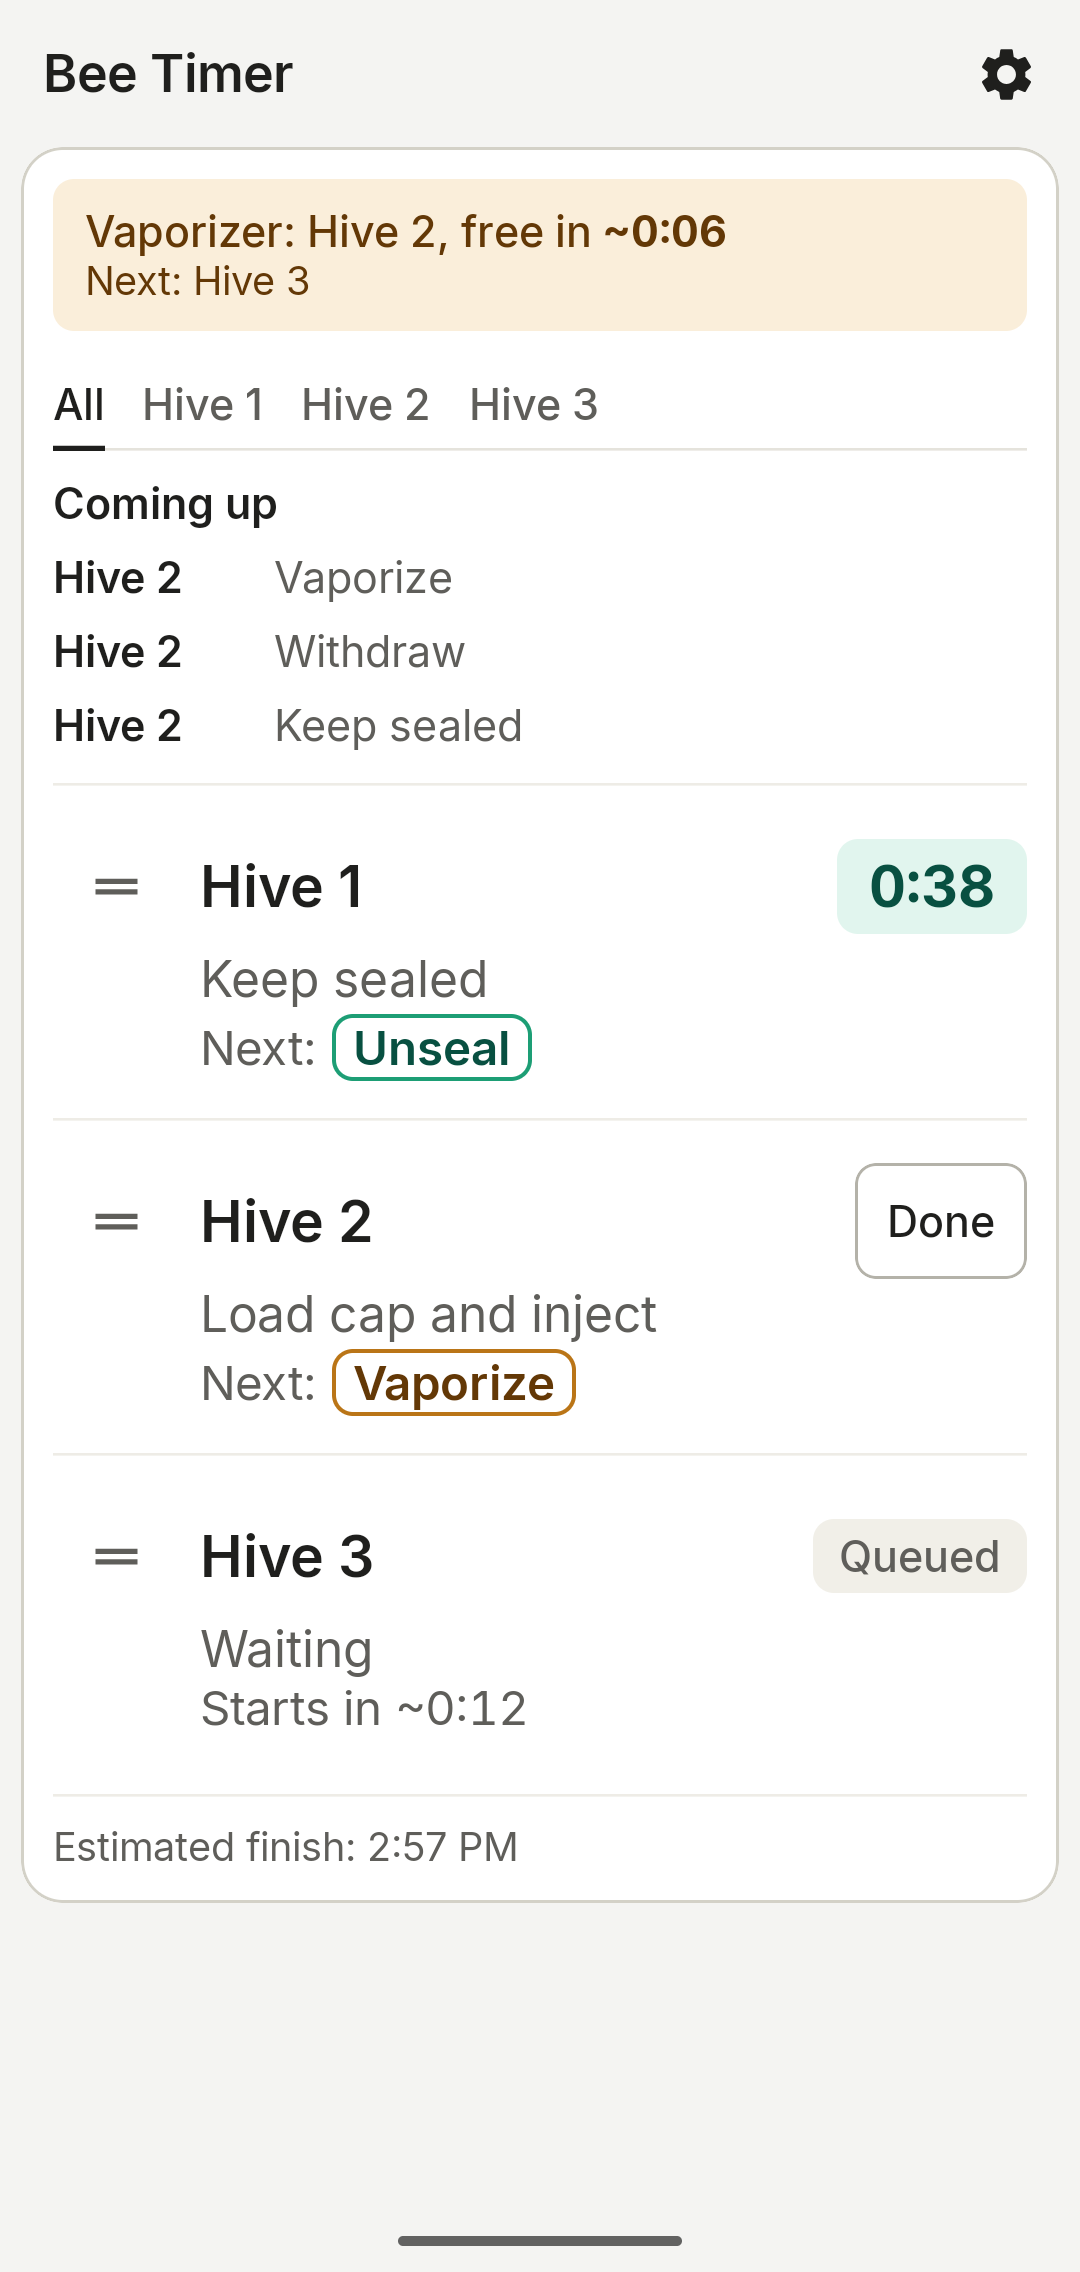 Bee Timer
Vaporizer: Hive 2, free in ~0:06
Next: Hive 3
All Hive 1 Hive 2 Hive 3
Coming up
Hive 2 Vaporize
Hive 2 Withdraw
Hive 2 Keep sealed
Hive 1 0:38
Keep sealed
Next: Unseal
Hive 2 Done
Load cap and inject
Next: Vaporize
Hive 3 Queued
Waiting
Starts in ~0:12
Estimated finish: 2:57 PM